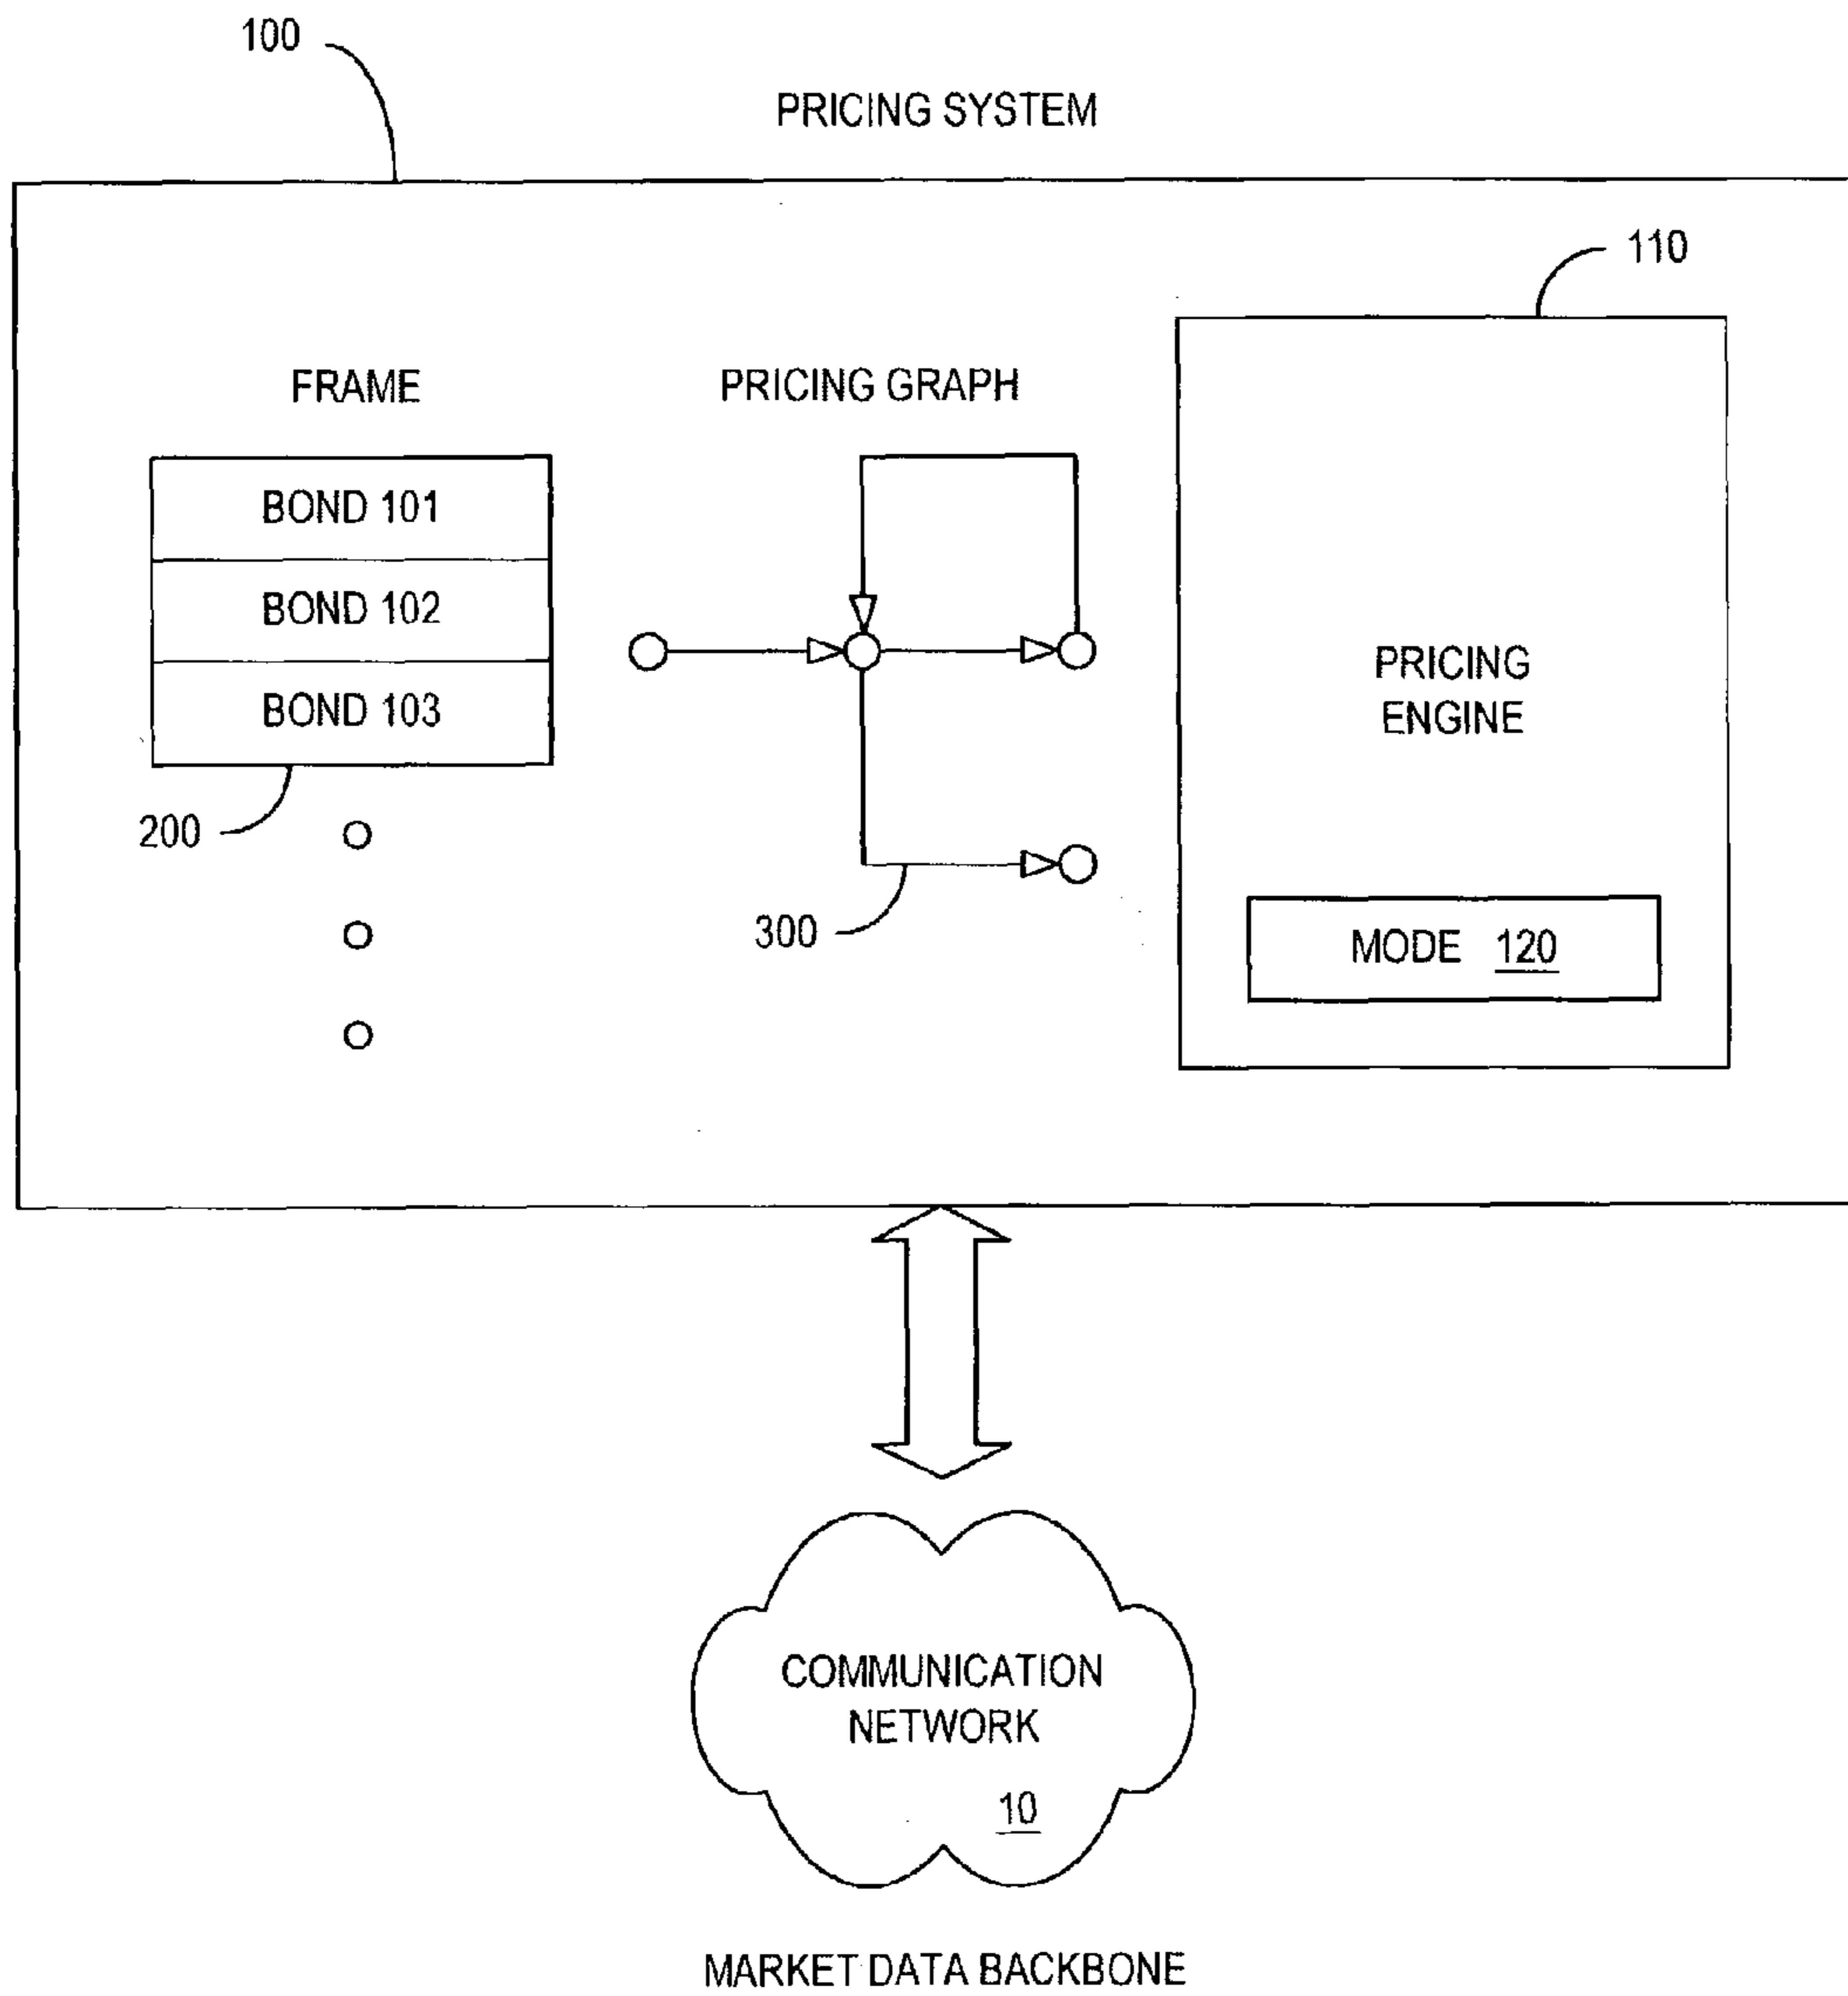 100
PRICING SYSTEM
110
FRAME
PRICING GRAPH
BOND 101
BOND 102
BOND 103
200
300
PRICING
ENGINE
MODE 120
COMMUNICATION
NETWORK
10
MARKET DATA BACKBONE